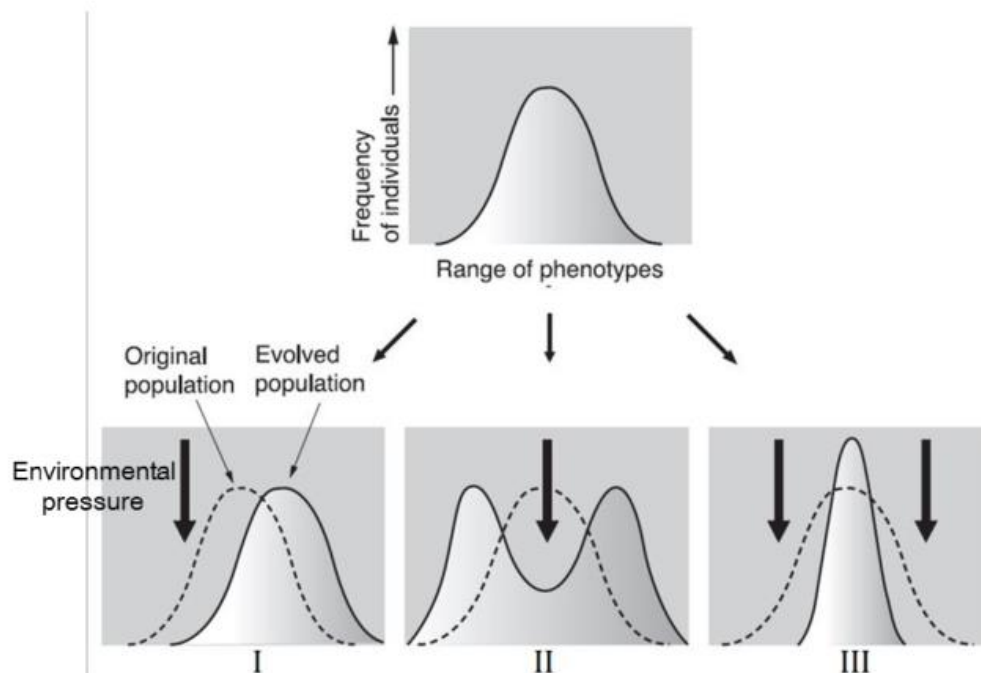 Frequency
of individuals
Range of phenotypes
Original
population
Evolved
population
Environmental
pressure
I
II
III